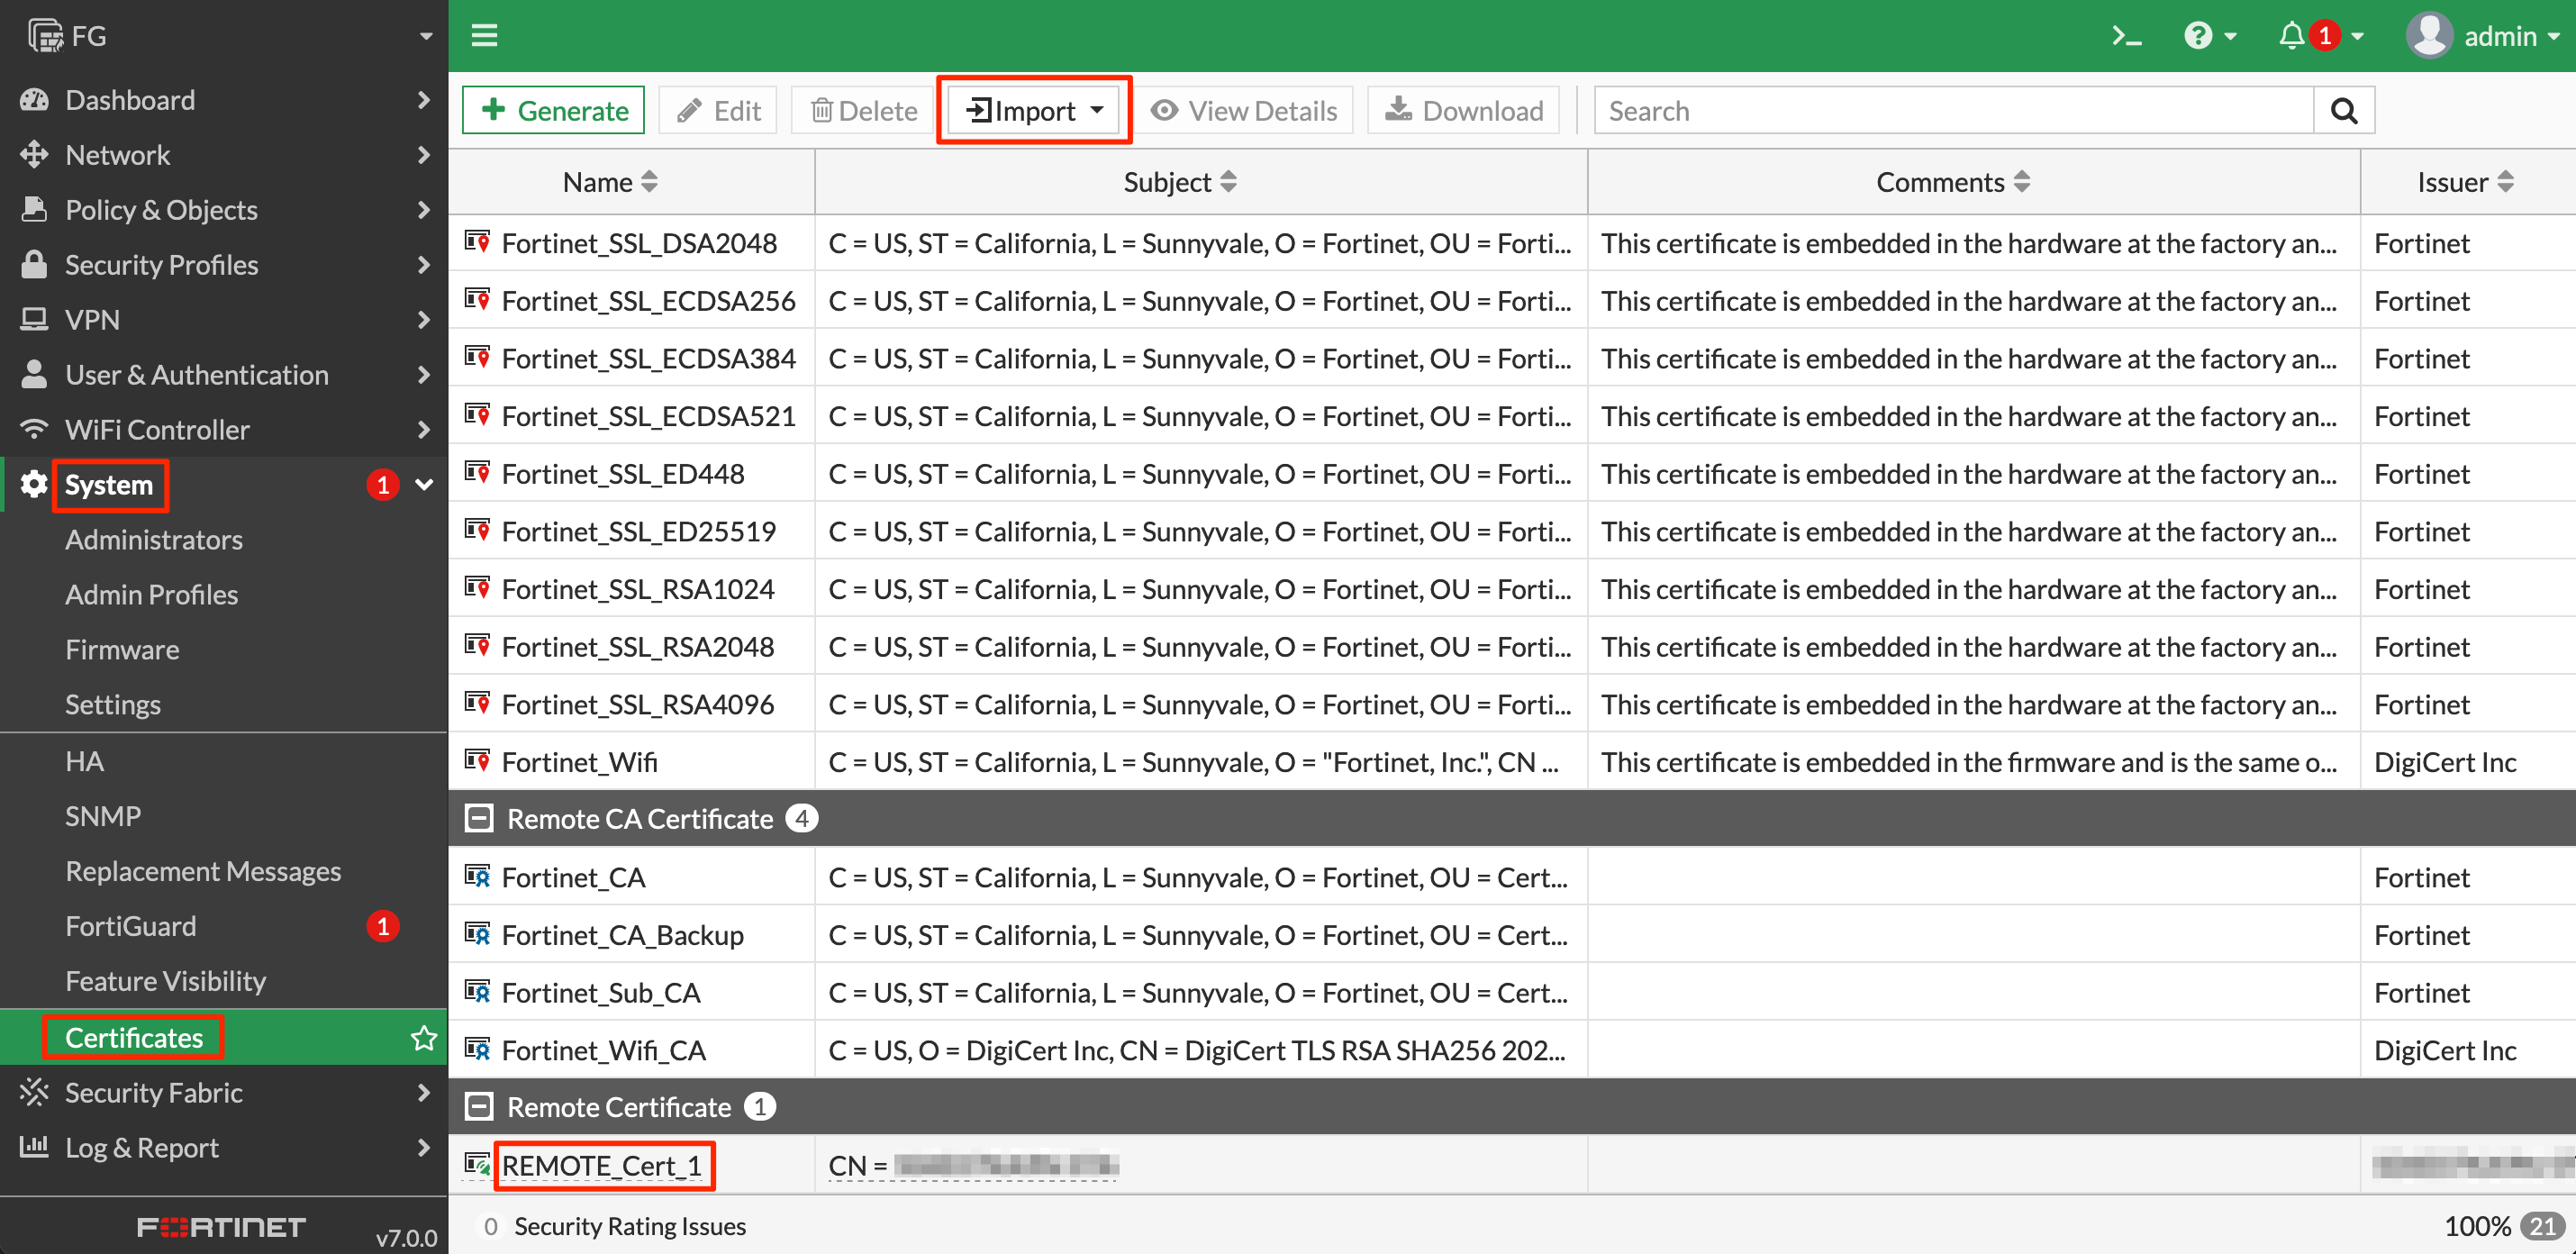 FG
1
admin
Dashboard
Network
Policy & Objects
Security Profiles
VPN
User & Authentication
WiFi Controller
System 1
Administrators
Admin Profiles
Firmware
Settings
HA
SNMP
Replacement Messages
FortiGuard 1
Feature Visibility
Certificates
Security Fabric
Log & Report
FORTINET v7.0.0
Generate Edit Delete Import View Details Download Search
Name Subject Comments Issuer
Fortinet_SSL_DSA2048 C = US, ST = California, L = Sunnyvale, O = Fortinet, OU = Forti... This certificate is embedded in the hardware at the factory an... Fortinet
Fortinet_SSL_ECDSA256 C = US, ST = California, L = Sunnyvale, O = Fortinet, OU = Forti... This certificate is embedded in the hardware at the factory an... Fortinet
Fortinet_SSL_ECDSA384 C = US, ST = California, L = Sunnyvale, O = Fortinet, OU = Forti... This certificate is embedded in the hardware at the factory an... Fortinet
Fortinet_SSL_ECDSA521 C = US, ST = California, L = Sunnyvale, O = Fortinet, OU = Forti... This certificate is embedded in the hardware at the factory an... Fortinet
Fortinet_SSL_ED448 C = US, ST = California, L = Sunnyvale, O = Fortinet, OU = Forti... This certificate is embedded in the hardware at the factory an... Fortinet
Fortinet_SSL_ED25519 C = US, ST = California, L = Sunnyvale, O = Fortinet, OU = Forti... This certificate is embedded in the hardware at the factory an... Fortinet
Fortinet_SSL_RSA1024 C = US, ST = California, L = Sunnyvale, O = Fortinet, OU = Forti... This certificate is embedded in the hardware at the factory an... Fortinet
Fortinet_SSL_RSA2048 C = US, ST = California, L = Sunnyvale, O = Fortinet, OU = Forti... This certificate is embedded in the hardware at the factory an... Fortinet
Fortinet_SSL_RSA4096 C = US, ST = California, L = Sunnyvale, O = Fortinet, OU = Forti... This certificate is embedded in the hardware at the factory an... Fortinet
Fortinet_Wifi C = US, ST = California, L = Sunnyvale, O = "Fortinet, Inc.", CN ... This certificate is embedded in the firmware and is the same o... DigiCert Inc
Remote CA Certificate 4
Fortinet_CA C = US, ST = California, L = Sunnyvale, O = Fortinet, OU = Cert... Fortinet
Fortinet_CA_Backup C = US, ST = California, L = Sunnyvale, O = Fortinet, OU = Cert... Fortinet
Fortinet_Sub_CA C = US, ST = California, L = Sunnyvale, O = Fortinet, OU = Cert... Fortinet
Fortinet_Wifi_CA C = US, O = DigiCert Inc, CN = DigiCert TLS RSA SHA256 202... DigiCert Inc
Remote Certificate 1
REMOTE_Cert_1 CN =
0 Security Rating Issues 100% 21